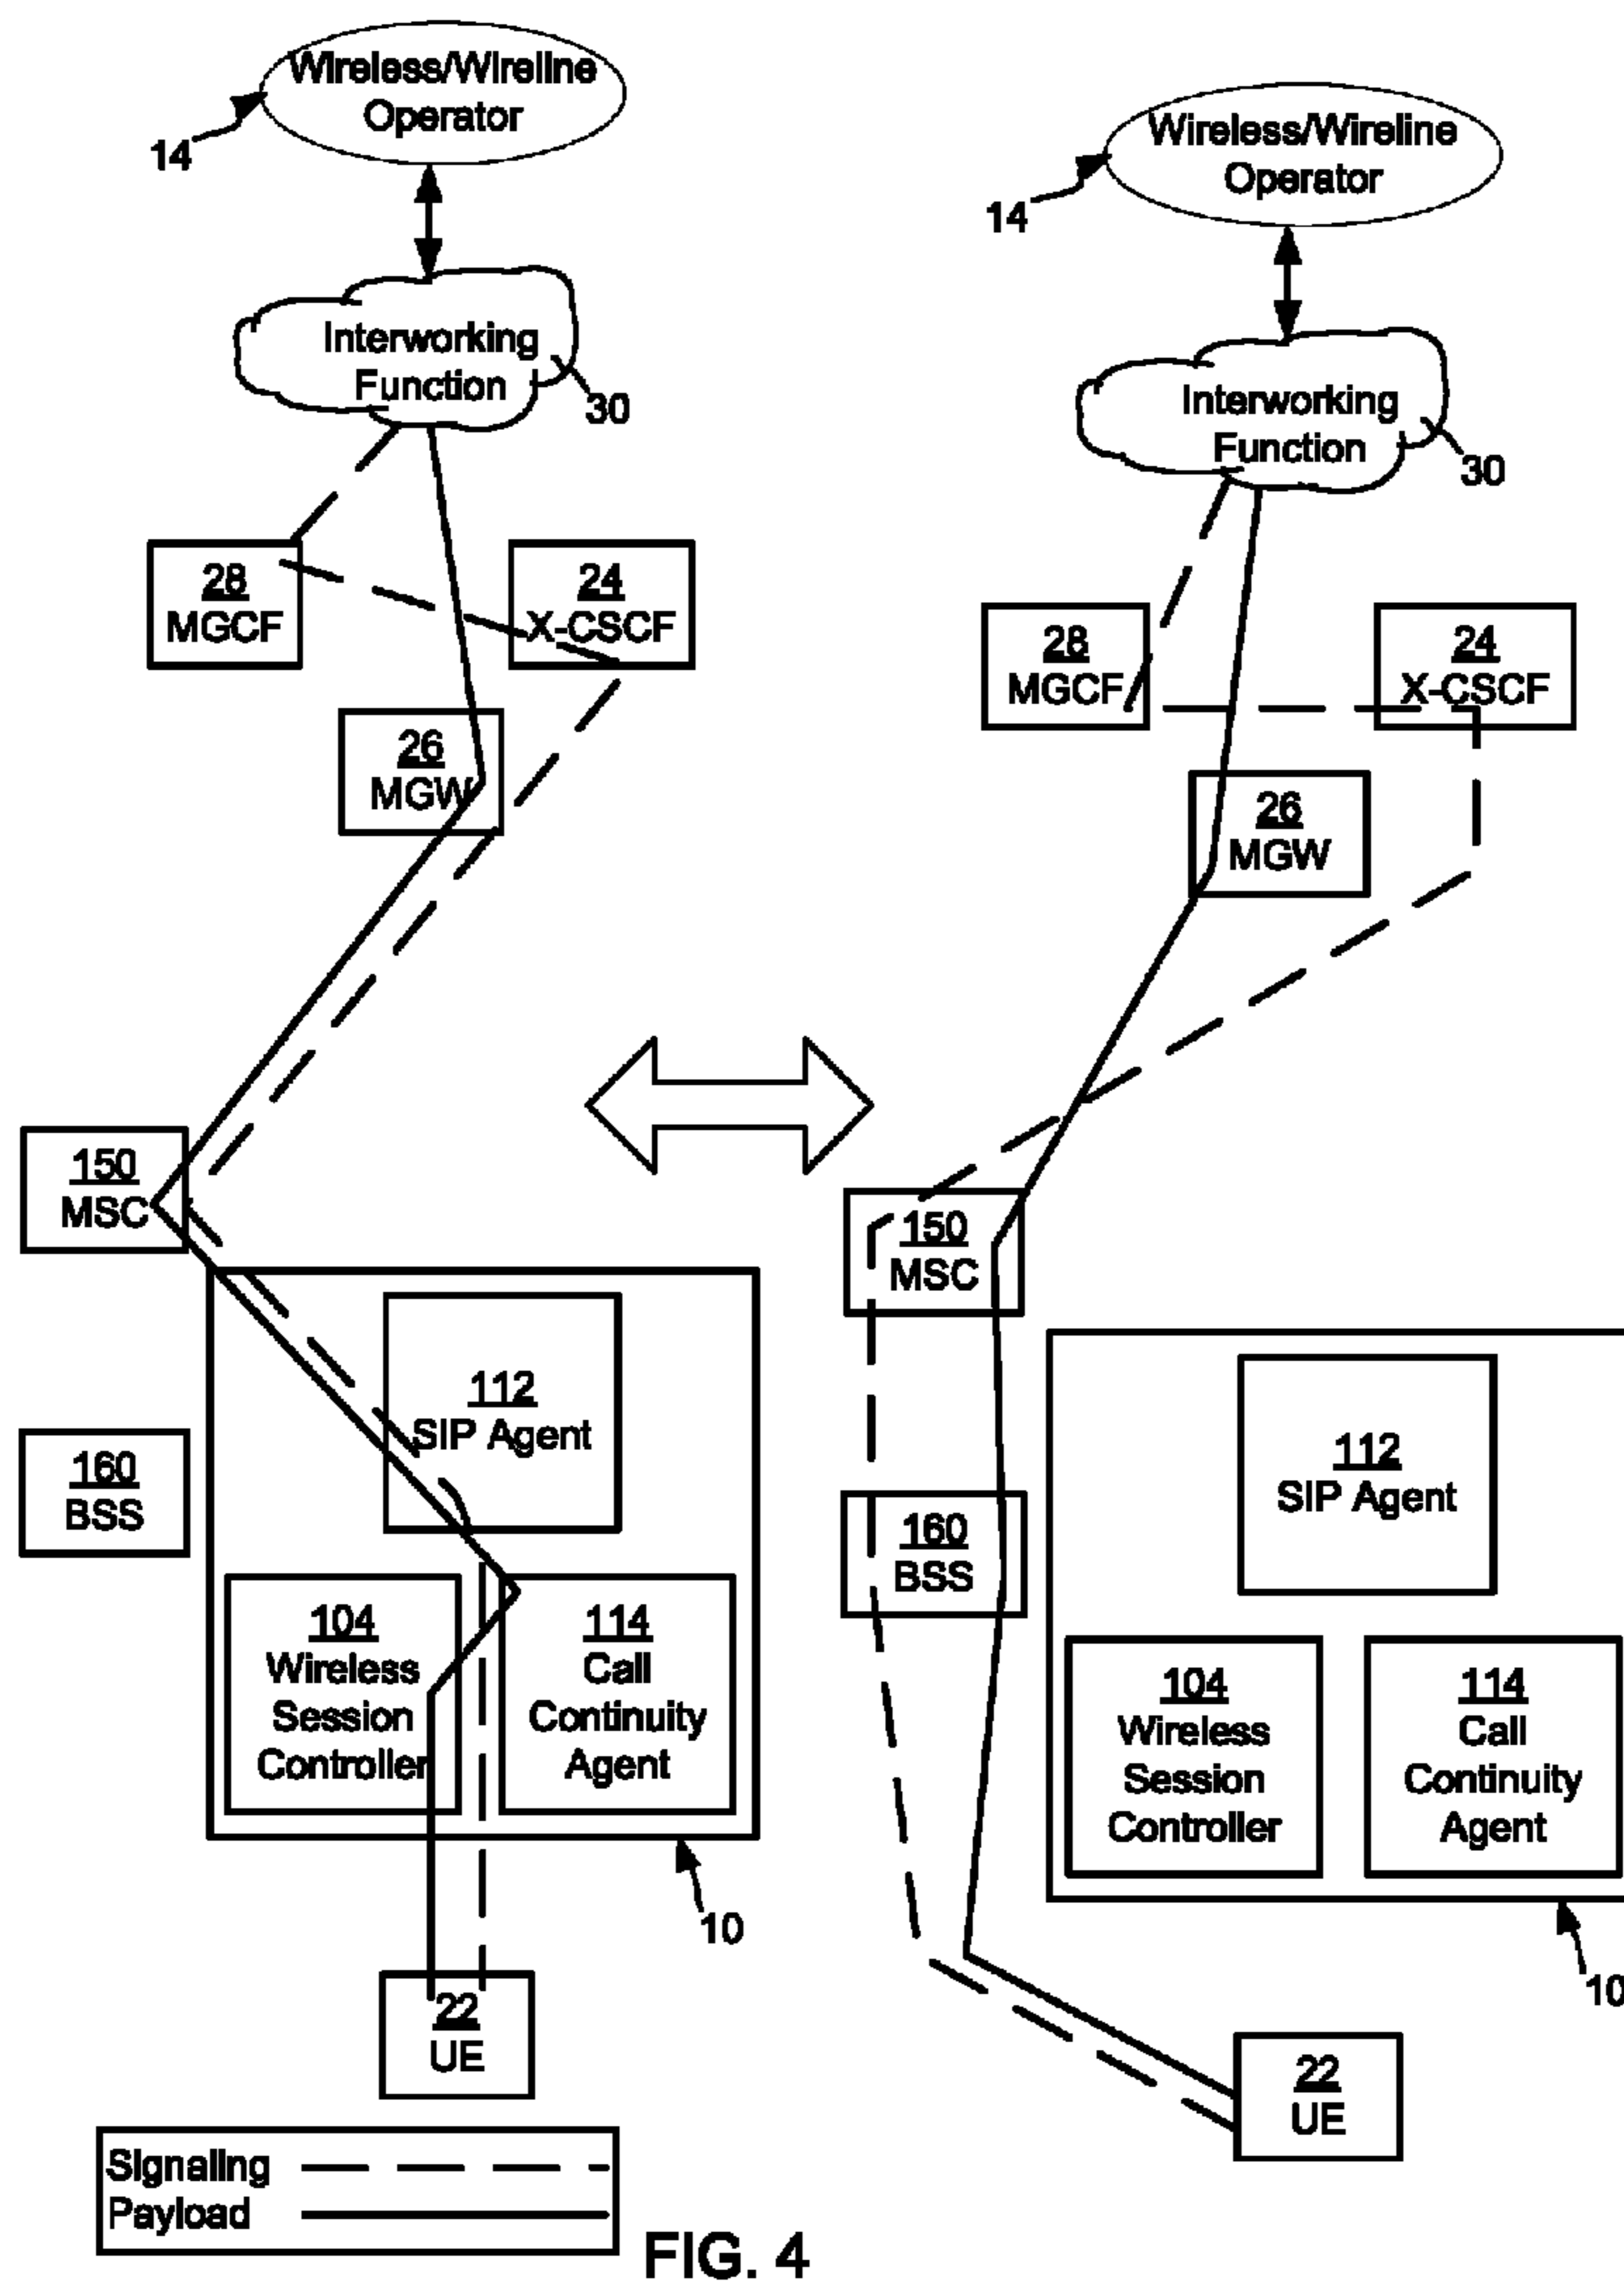 Wireless/Wireline
Operator
14
Interworking
Function
30
28
MGCF
24
X-CSCF
26
MGW
150
MSC
112
SIP Agent
160
BSS
104
Wireless
Session
Controller
114
Call
Continuity
Agent
10
22
UE
Wireless/Wireline
Operator
14
Interworking
Function
30
28
MGCF
24
X-CSCF
26
MGW
150
MSC
112
SIP Agent
160
BSS
104
Wireless
Session
Controller
114
Call
Continuity
Agent
10
22
UE
Signaling
Payload
FIG. 4